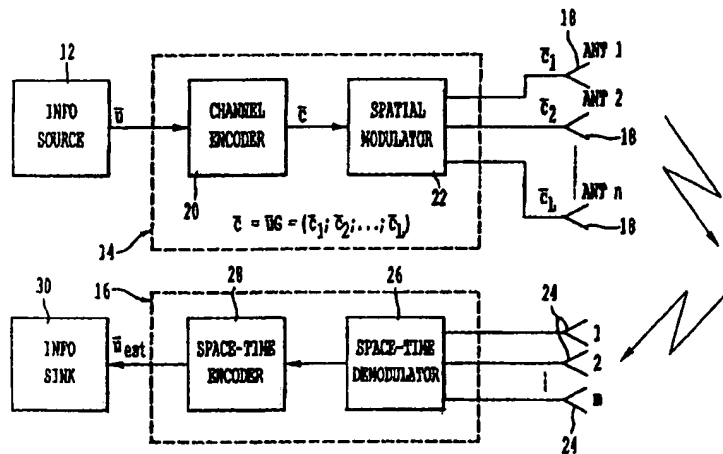 12
INFO
SOURCE
ū
CHANNEL
ENCODER
20
c̄
SPATIAL
MODULATOR
22
c̄ = ūG = (c̄1; c̄2; ...; c̄L)
14
18
c̄1
ANT 1
c̄2
ANT 2
18
c̄L
ANT n
18
30
INFO
SINK
ūest
16
28
SPACE-TIME
ENCODER
26
SPACE-TIME
DEMODULATOR
24
1
2
m
24